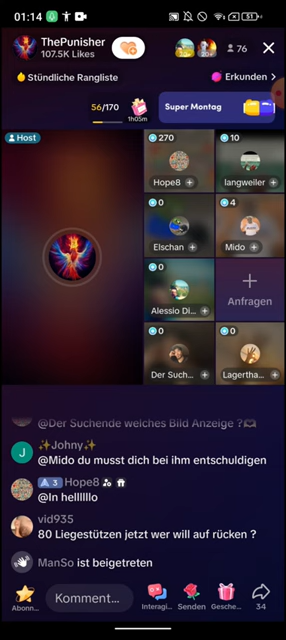 01:14
51
ThePunisher
107.5K Likes
20+
76
Stündliche Rangliste
Erkunden >
56/170
1h05m
Super Montag
Host
270
10
Hope8 +
langweiler +
0
4
Elschan +
Mido +
0
Alessio Di... +
+
Anfragen
0
0
Der Such... +
Lagertha... +
@Der Suchende welches Bild Anzeige ?
J
✨Johny✨
@Mido du musst dich bei ihm entschuldigen
3 Hope8
@In helllllllo
vid935
80 Liegestützen jetzt wer will auf rücken ?
ManSo ist beigetreten
Abonn...
Komment...
Interagi...
Senden
Gesche...
34